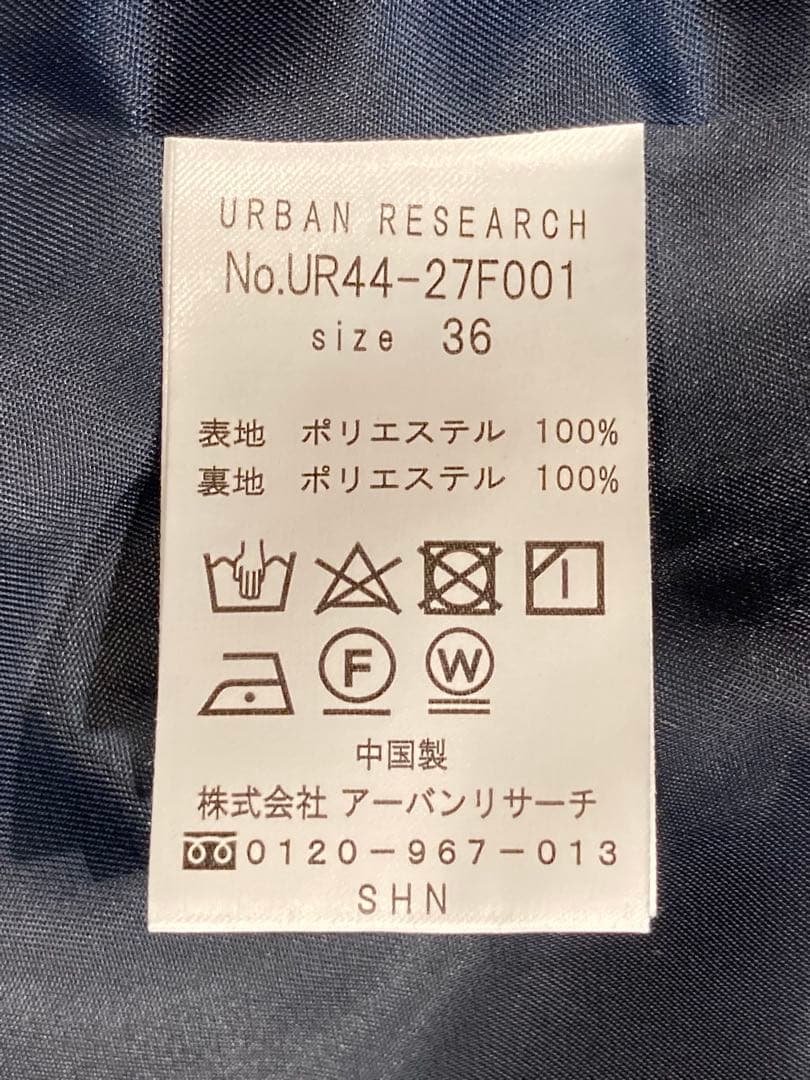 URBAN RESEARCH
No.UR44-27F001
size 36
表地 ポリエステル 100%
裏地 ポリエステル 100%
F W
中国製
株式会社 アーバンリサーチ
0120-967-013
SHN